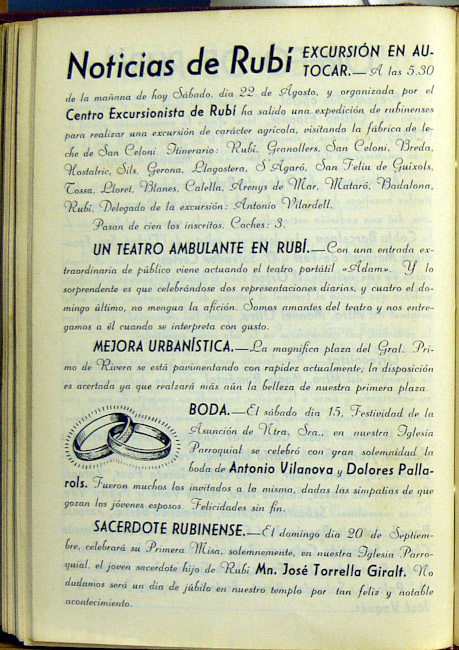 Noticias de Rubí EXCURSIÓN EN AU-
TOCAR.—A las 5.30
de la mañana de hoy Sábado, dia 22 de Agosto, y organizada por el
Centro Excursionista de Rubí ha salido una expedición de rubinenses
para realizar una excursión de carácter agrícola, visitando la fábrica de le-
che de San Celoni. Itinerario: Rubí, Granollers, San Celoni, Breda,
Hostalric, Sils, Gerona, Llagostera, S'Agaró, San Feliu de Guixols,
Tossa, Lloret, Blanes, Calella, Arenys de Mar, Mataró, Badalona,
Rubí. Delegado de la excursión: Antonio Vilardell.
Pasan de cien los inscritos. Coches: 3.
UN TEATRO AMBULANTE EN RUBÍ.—Con una entrada ex-
traordinaria de público viene actuando el teatro portátil «Adam». Y lo
sorprendente es que celebrándose dos representaciones diarias, y cuatro el do-
mingo último, no mengua la afición. Somos amantes del teatro y nos entre-
gamos a él cuando se interpreta con gusto.
MEJORA URBANÍSTICA.—La magnífica plaza del Gral. Pri-
mo de Rivera se está pavimentando con rapidez actualmente; la disposición
es acertada ya que realzará más aún la belleza de nuestra primera plaza.
BODA.—El sábado dia 15, Festividad de la
Asunción de Ntra. Sra., en nuestra Iglesia
Parroquial se celebró con gran solemnidad la
boda de Antonio Vilanova y Dolores Palla-
rols. Fueron muchos los invitados a la misma, dadas las simpatías de que
gozan los jóvenes esposos. Felicidades sin fin.
SACERDOTE RUBINENSE.—El domingo dia 20 de Septiem-
bre, celebrará su Primera Misa, solemnemente, en nuestra Iglesia Parro-
quial, el joven sacerdote hijo de Rubí Mn. José Torrella Giralt. No
dudamos será un día de júbilo en nuestro templo por tan feliz y notable
acontecimiento.